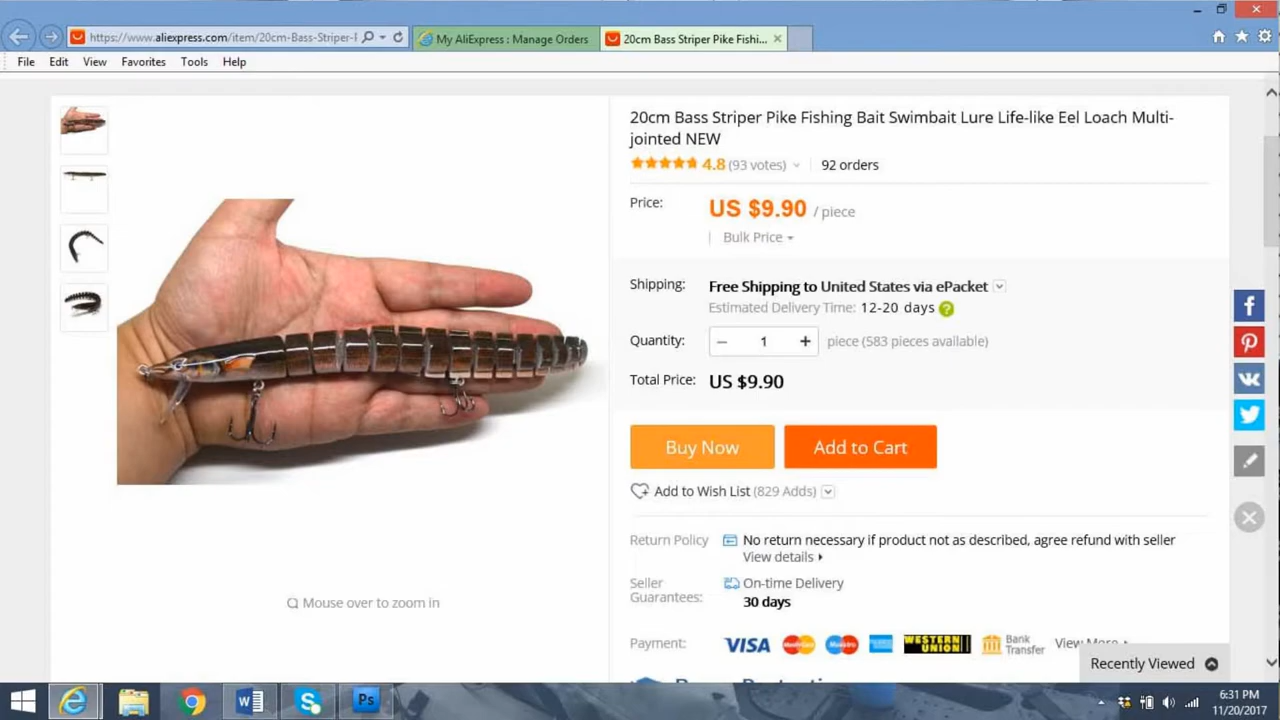 https://www.aliexpress.com/item/20cm-Bass-Striper-F
My AliExpress : Manage Orders
20cm Bass Striper Pike Fishi...
File Edit View Favorites Tools Help
20cm Bass Striper Pike Fishing Bait Swimbait Lure Life-like Eel Loach Multi-
jointed NEW
4.8 (93 votes) 92 orders
Price: US $9.90 / piece
Bulk Price
Shipping: Free Shipping to United States via ePacket
Estimated Delivery Time: 12-20 days ?
Quantity: − 1 + piece (583 pieces available)
Total Price: US $9.90
Buy Now Add to Cart
Add to Wish List (829 Adds)
Return Policy No return necessary if product not as described, agree refund with seller
View details
Seller Guarantees: On-time Delivery
30 days
Mouse over to zoom in
Payment: VISA MasterCard Maestro WESTERN UNION Bank Transfer View More
Recently Viewed
6:31 PM
11/20/2017